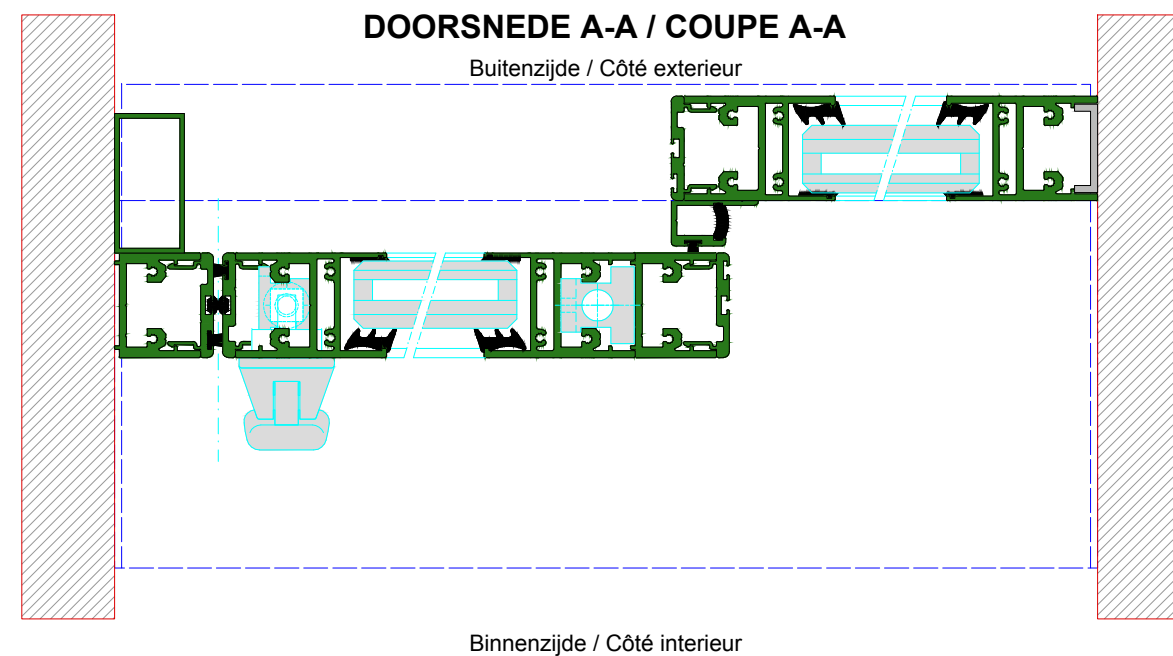 DOORSNEDE A-A / COUPE A-A
Buitenzijde / Côté exterieur
Binnenzijde / Côté interieur